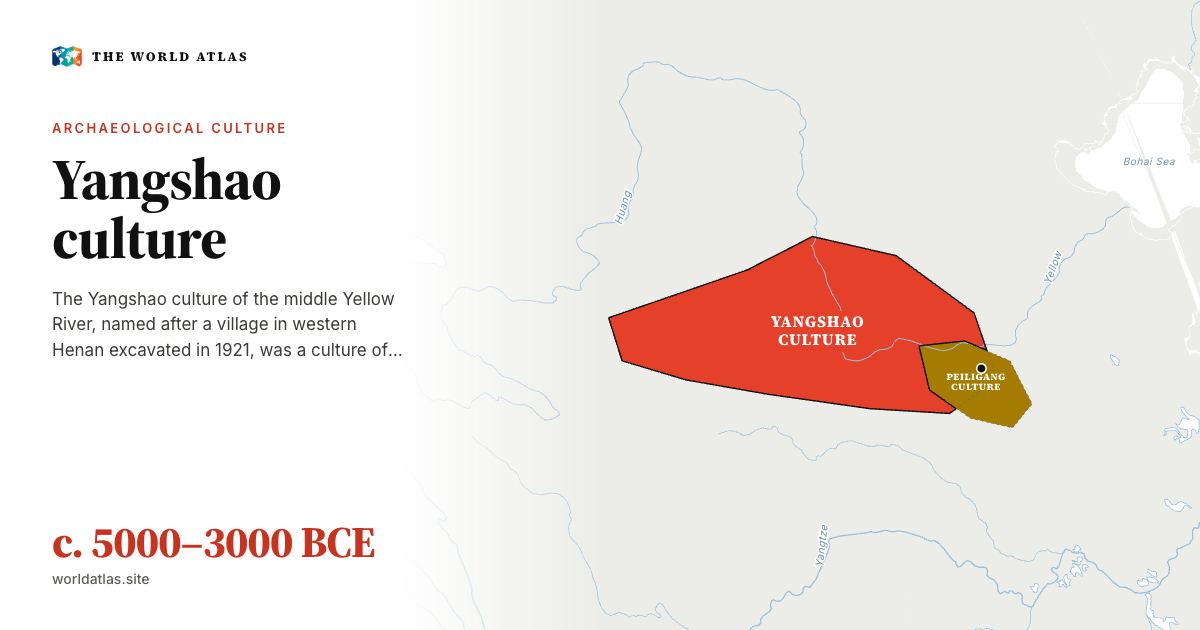 THE WORLD ATLAS
ARCHAEOLOGICAL CULTURE
Yangshao
culture
The Yangshao culture of the middle Yellow
River, named after a village in western
Henan excavated in 1921, was a culture of...
c. 5000–3000 BCE
worldatlas.site
Bohai Sea
Huang
Yellow
YANGSHAO
CULTURE
PEILIGANG
CULTURE
Yangtze